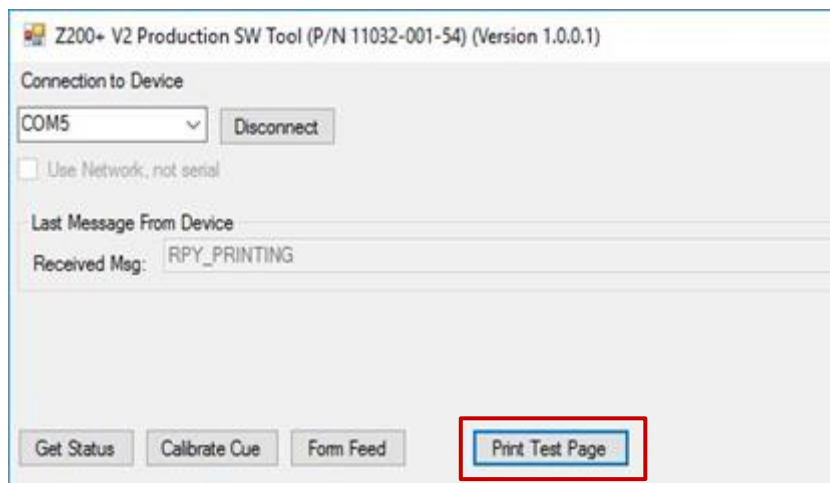 Z200+ V2 Production SW Tool (P/N 11032-001-54) (Version 1.0.0.1)
Connection to Device
COM5 Disconnect
Use Network, not serial
Last Message From Device
Received Msg: RPY_PRINTING
Get Status Calibrate Cue Form Feed Print Test Page